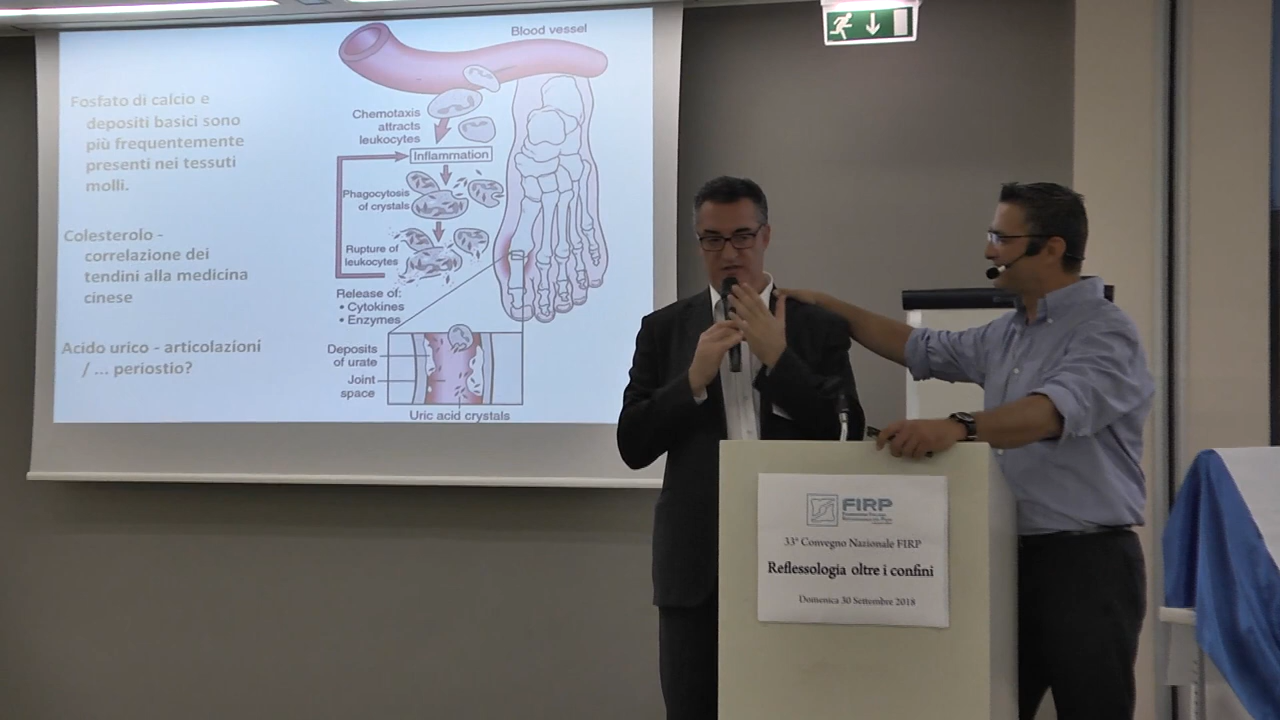 Fosfato di calcio e
depositi basici sono
più frequentemente
presenti nei tessuti
molli.
Colesterolo -
correlazione dei
tendini alla medicina
cinese
Acido urico - articolazioni
/ ... periostio?
Blood vessel
Chemotaxis
attracts
leukocytes
Inflammation
Phagocytosis
of crystals
Rupture of
leukocytes
Release of:
• Cytokines
• Enzymes
Deposits
of urate
Joint
space
Uric acid crystals
FIRP
33° Convegno Nazionale FIRP
Reflessologia oltre i confini
Domenica 30 Settembre 2018